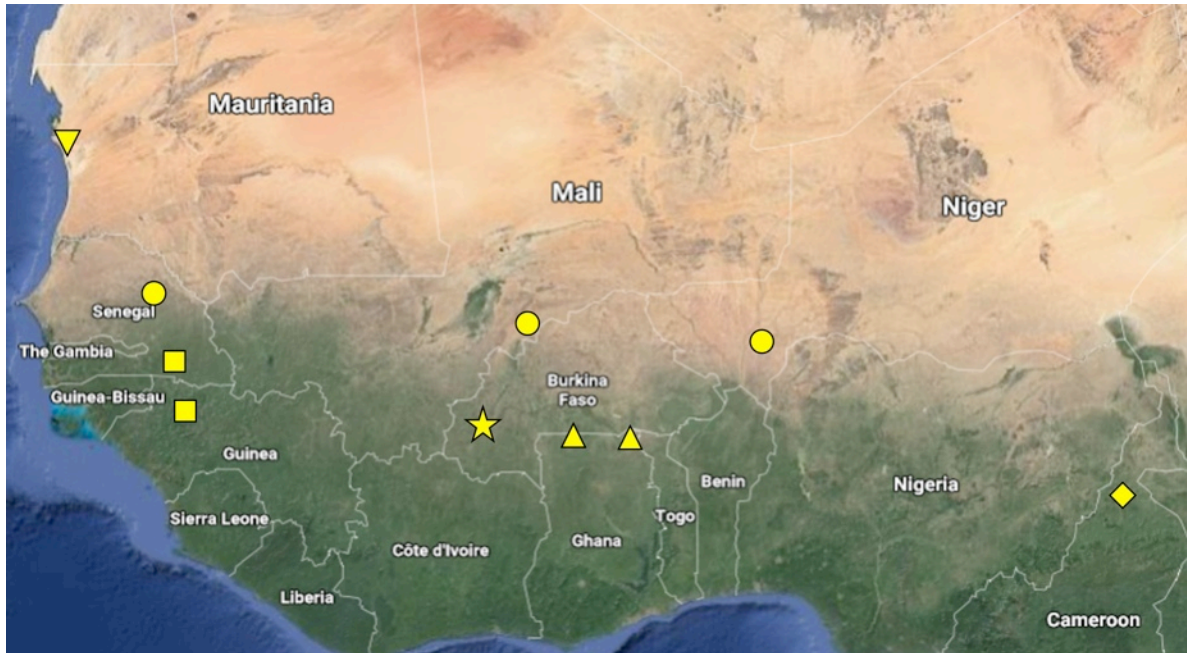 Mauritania
Mali
Niger
Senegal
The Gambia
Guinea-Bissau
Burkina
Faso
Guinea
Benin
Nigeria
Sierra Leone
Togo
Côte d'Ivoire
Ghana
Liberia
Cameroon